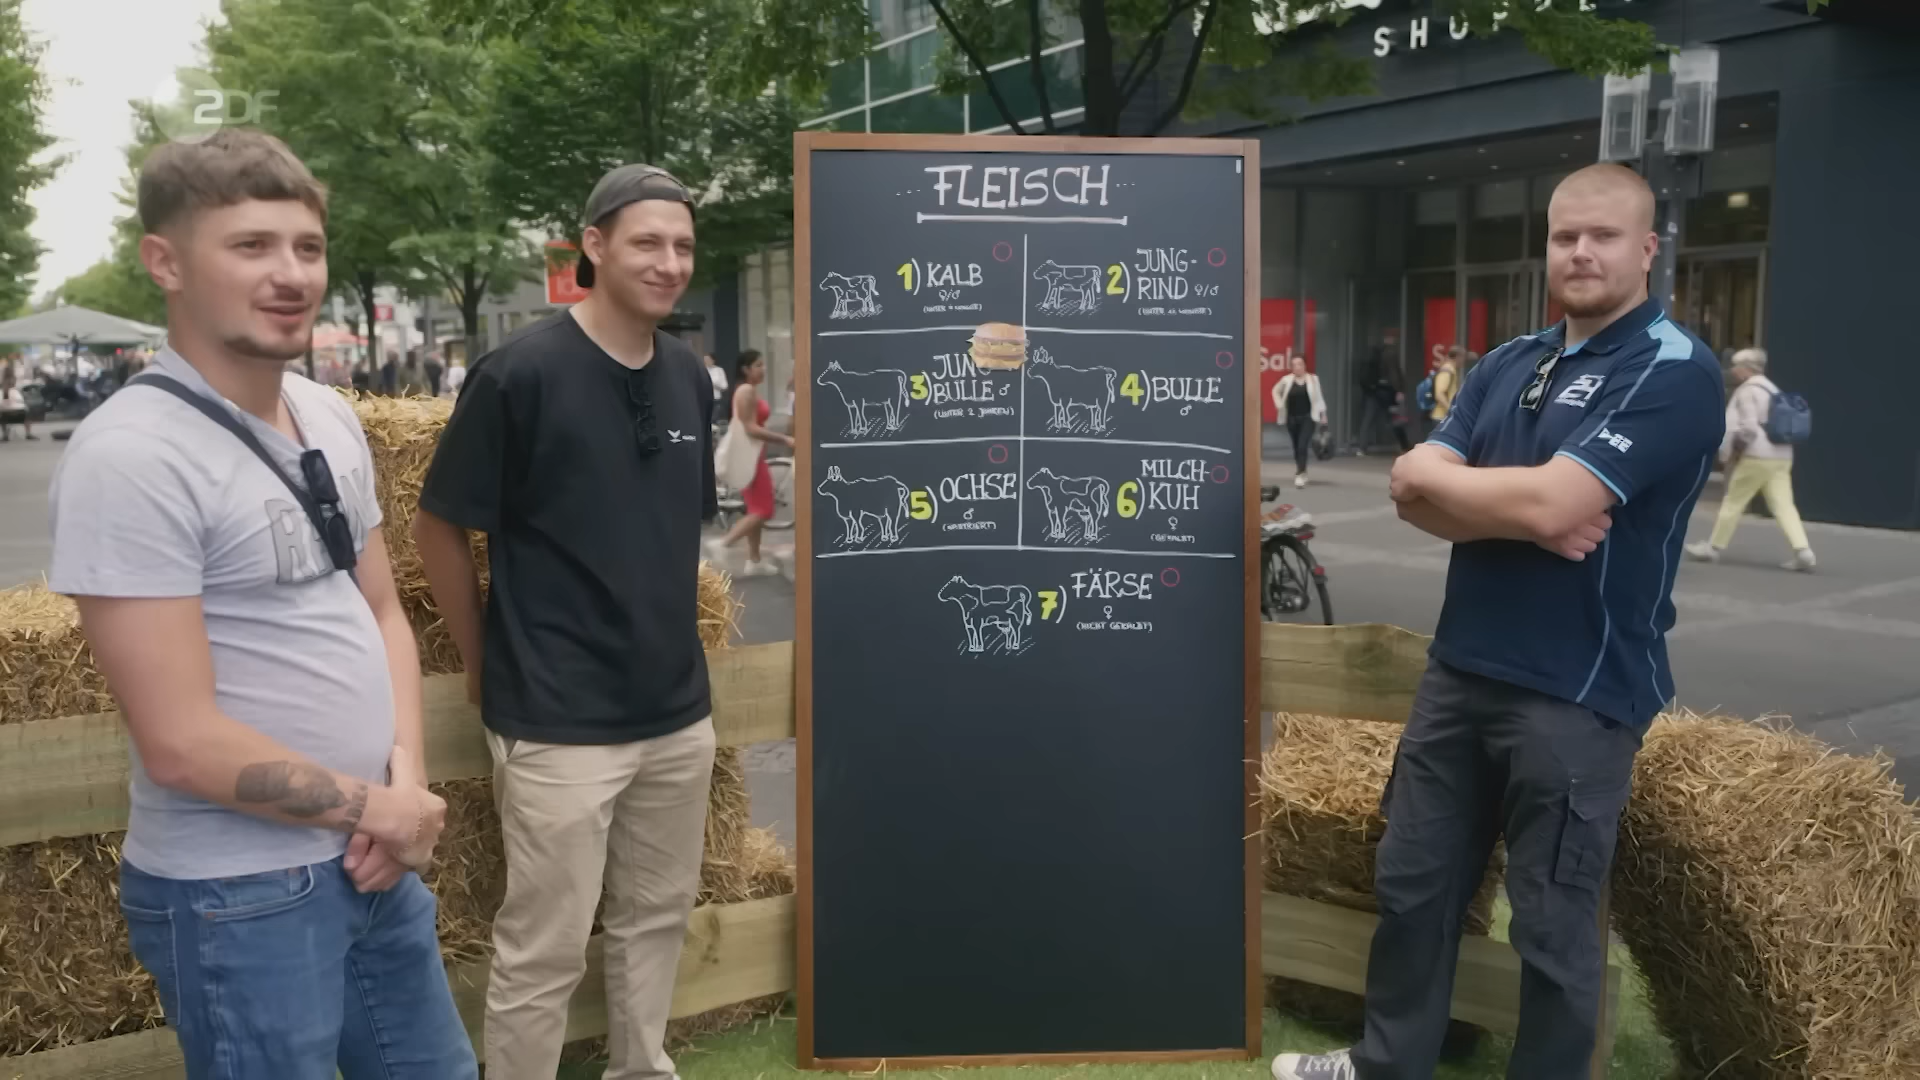 ZDF
SHOP
FLEISCH
1) KALB
♀/♂
2) JUNG-
RIND ♀/♂
3) JUNG
BULLE ♂
(UNTER 2 JAHREN)
4) BULLE
♂
5) OCHSE
♂
(KASTRIERT)
6) MILCH-
KUH
♀
(GEKALBT)
7) FÄRSE
♀
(NICHT GEKALBT)
Sale